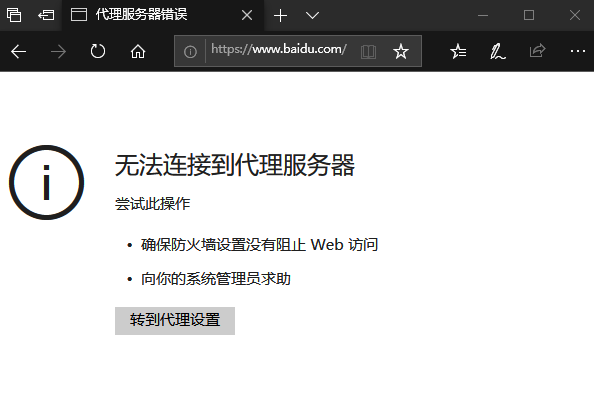 代理服务器错误
https://www.baidu.com/
无法连接到代理服务器
尝试此操作
• 确保防火墙设置没有阻止 Web 访问
• 向你的系统管理员求助
转到代理设置